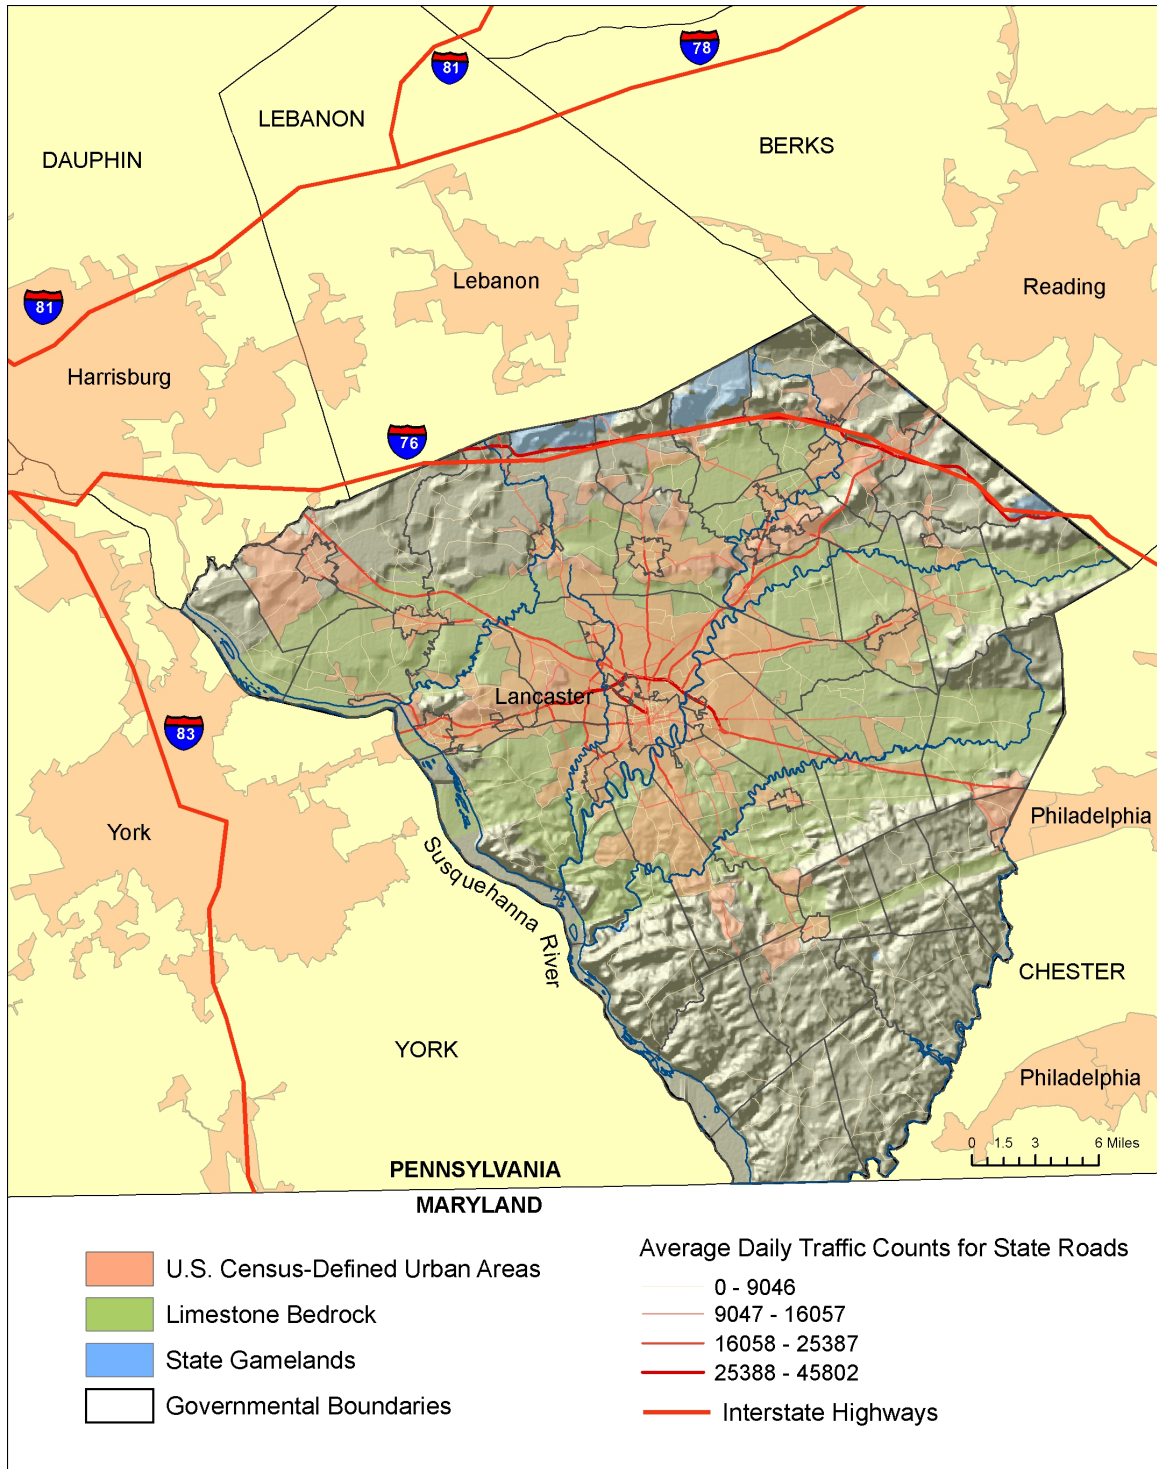 81
78
LEBANON
BERKS
DAUPHIN
Lebanon
Reading
81
Harrisburg
76
Lancaster
83
York
Philadelphia
Susquehanna River
CHESTER
YORK
Philadelphia
0 1.5 3 6 Miles
PENNSYLVANIA
MARYLAND
U.S. Census-Defined Urban Areas
Limestone Bedrock
State Gamelands
Governmental Boundaries
Average Daily Traffic Counts for State Roads
0 - 9046
9047 - 16057
16058 - 25387
25388 - 45802
Interstate Highways